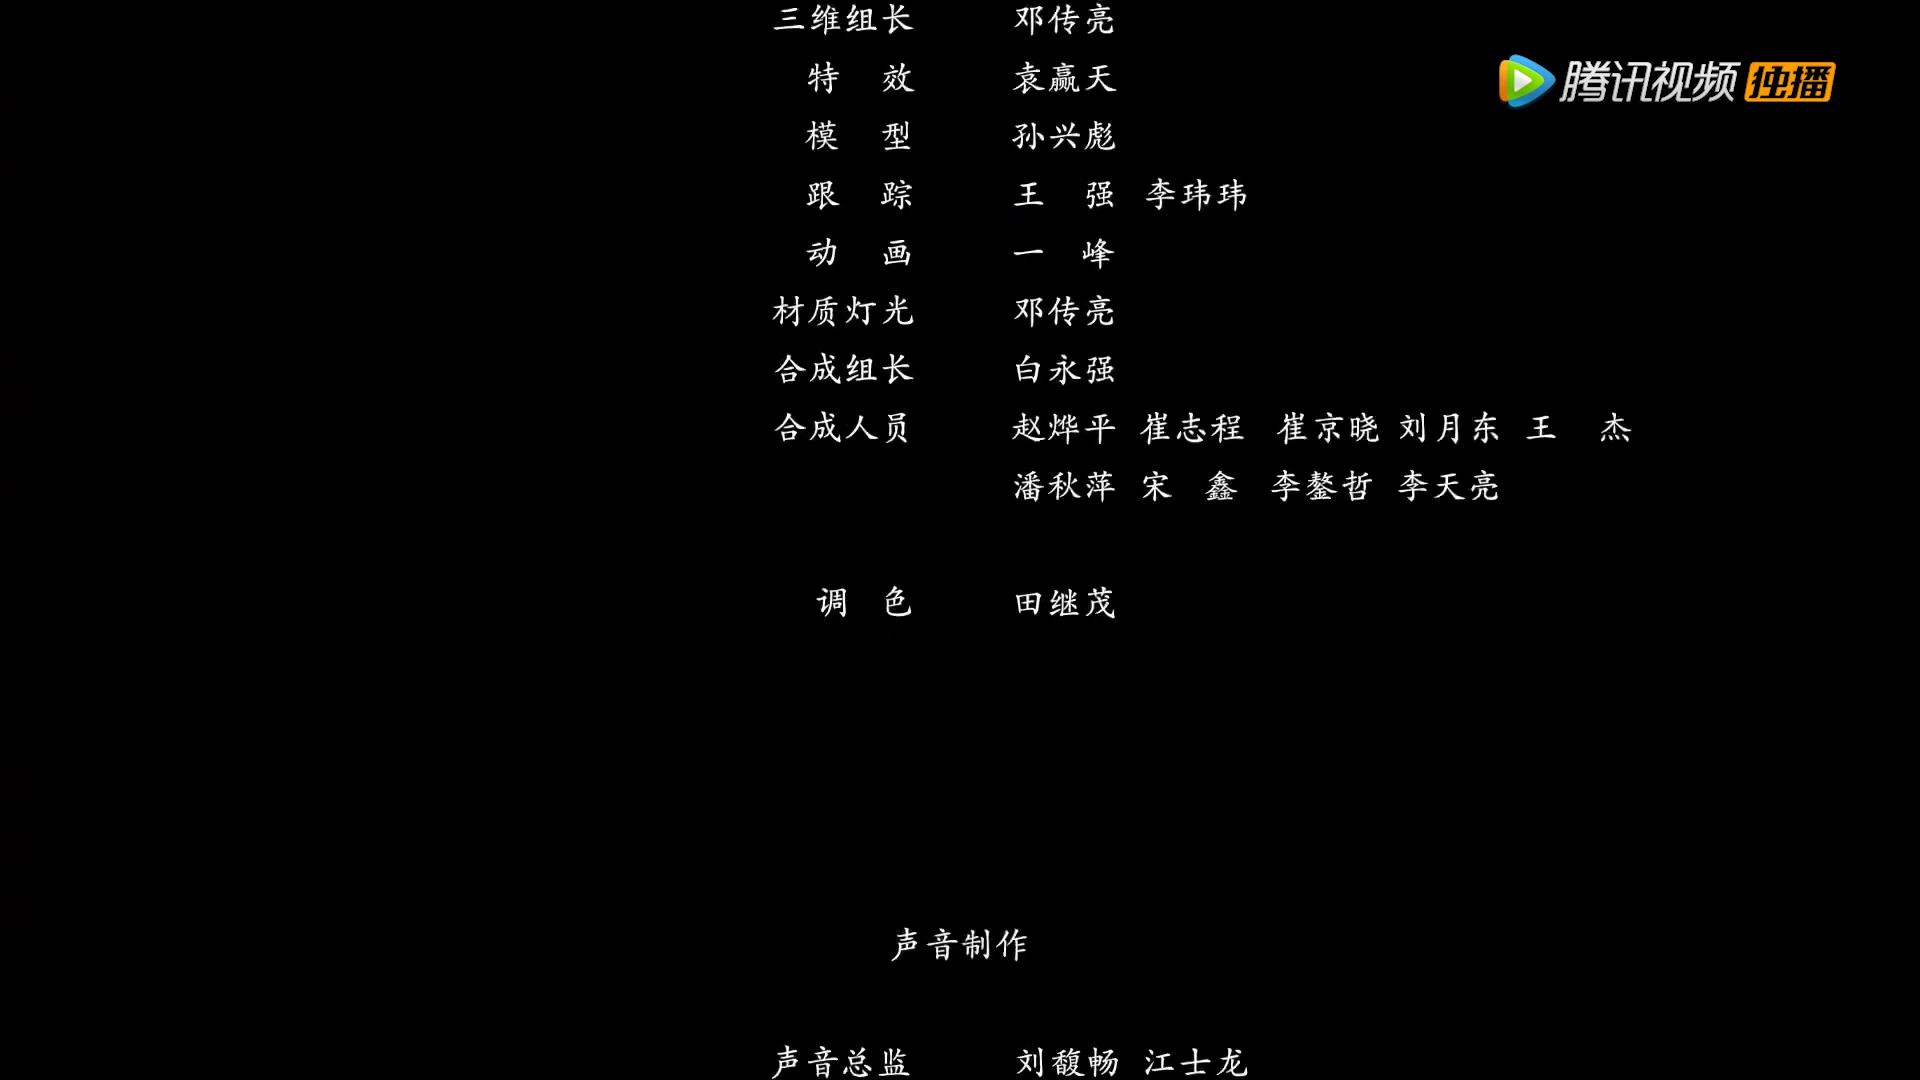 三维组长 邓传亮
腾讯视频 独播
特 效 袁赢天
模 型 孙兴彪
跟 踪 王 强 李玮玮
动 画 一 峰
材质灯光 邓传亮
合成组长 白永强
合成人员 赵烨平 崔志程 崔京晓 刘月东 王 杰
潘秋萍 宋 鑫 李鏊哲 李天亮
调 色 田继茂
声音制作
声音总监 刘馥畅 江士龙